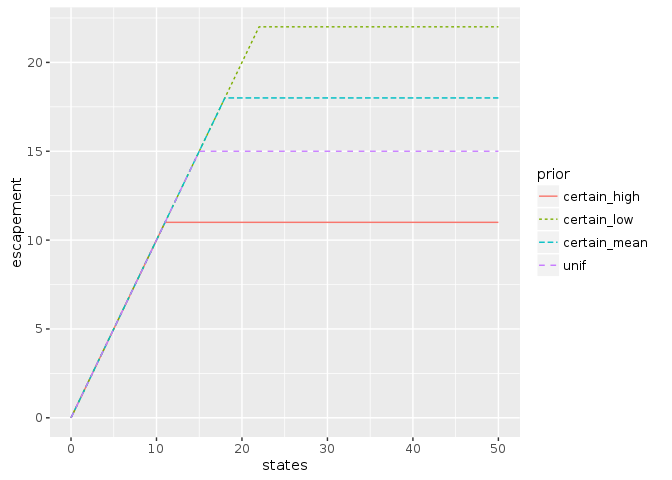 20
15
10
5
0
escapement
0
10
20
30
40
50
states
prior
certain_high
certain_low
certain_mean
unif